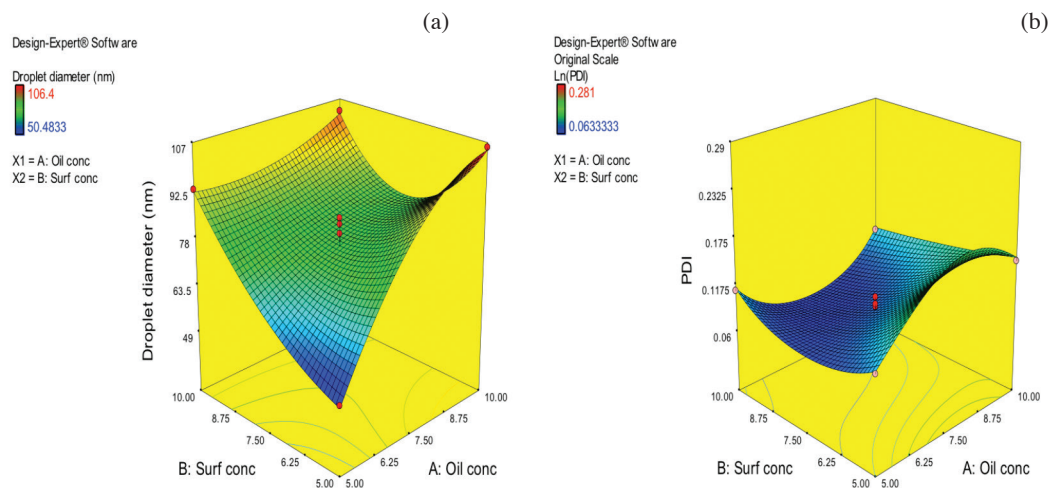 (a)
Design-Expert® Software
Droplet diameter (nm)
106.4
50.4833
X1 = A: Oil conc
X2 = B: Surf conc
107
92.5
78
63.5
49
Droplet diameter (nm)
10.00
8.75
7.50
6.25
5.00
5.00
6.25
7.50
8.75
10.00
B: Surf conc
A: Oil conc
(b)
Design-Expert® Software
Original Scale
Ln(PDI)
0.281
0.0633333
X1 = A: Oil conc
X2 = B: Surf conc
0.29
0.2325
0.175
0.1175
0.06
PDI
10.00
8.75
7.50
6.25
5.00
5.00
6.25
7.50
8.75
10.00
B: Surf conc
A: Oil conc